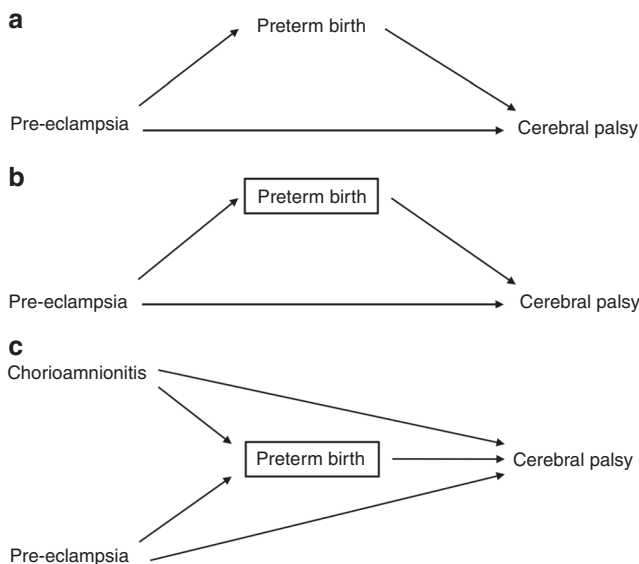 a
Preterm birth
Pre-eclampsia
Cerebral palsy
b
Preterm birth
Pre-eclampsia
Cerebral palsy
c
Chorioamnionitis
Preterm birth
Cerebral palsy
Pre-eclampsia